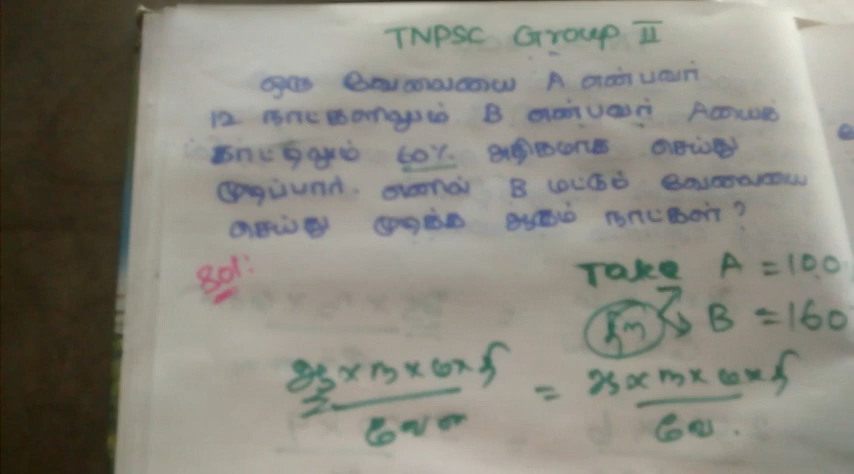 TNPSC Group II
ஒரு வேலையை A என்பவர்
12 நாட்களிலும் B என்பவர் Aயைக்
காட்டிலும் 60% அதிகமாக செய்து
முடிப்பார். எனில் B மட்டும் வேலையை
செய்து முடிக்க ஆகும் நாட்கள் ?
Sol:
Take A = 100
B = 160